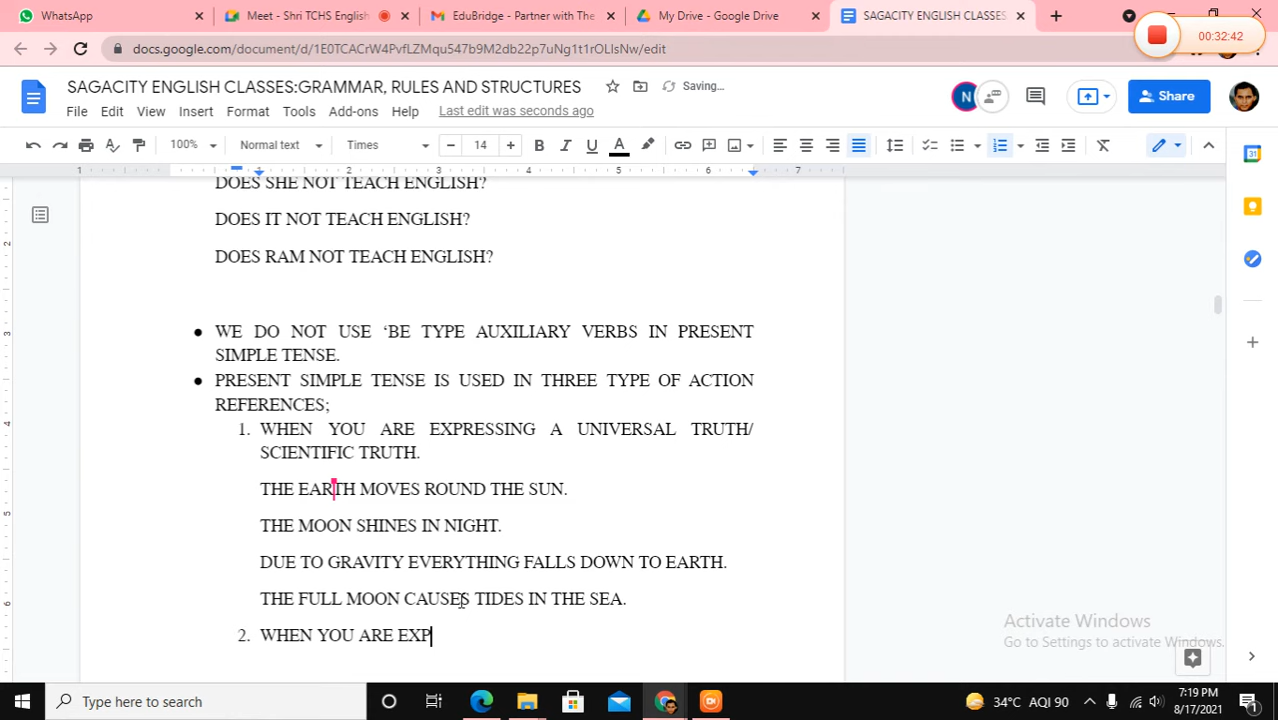 WhatsApp
Meet - Shri TCHS English
EduBridge - Partner with The
My Drive - Google Drive
SAGACITY ENGLISH CLASSES
00:32:42
docs.google.com/document/d/1E0TCACrW4PvfLZMqu547b9M2db22p7uNg1t1rOLIsNw/edit
SAGACITY ENGLISH CLASSES:GRAMMAR, RULES AND STRUCTURES
Saving...
File Edit View Insert Format Tools Add-ons Help Last edit was seconds ago
N
Share
100% Normal text Times 14
1 1 2 3 4 5 6 7
DOES SHE NOT TEACH ENGLISH?
DOES IT NOT TEACH ENGLISH?
DOES RAM NOT TEACH ENGLISH?
● WE DO NOT USE ‘BE TYPE AUXILIARY VERBS IN PRESENT
SIMPLE TENSE.
● PRESENT SIMPLE TENSE IS USED IN THREE TYPE OF ACTION
REFERENCES;
1. WHEN YOU ARE EXPRESSING A UNIVERSAL TRUTH/
SCIENTIFIC TRUTH.
THE EARTH MOVES ROUND THE SUN.
THE MOON SHINES IN NIGHT.
DUE TO GRAVITY EVERYTHING FALLS DOWN TO EARTH.
THE FULL MOON CAUSES TIDES IN THE SEA.
2. WHEN YOU ARE EXP
Activate Windows
Go to Settings to activate Windows.
Type here to search
34°C AQI 90
7:19 PM
8/17/2021